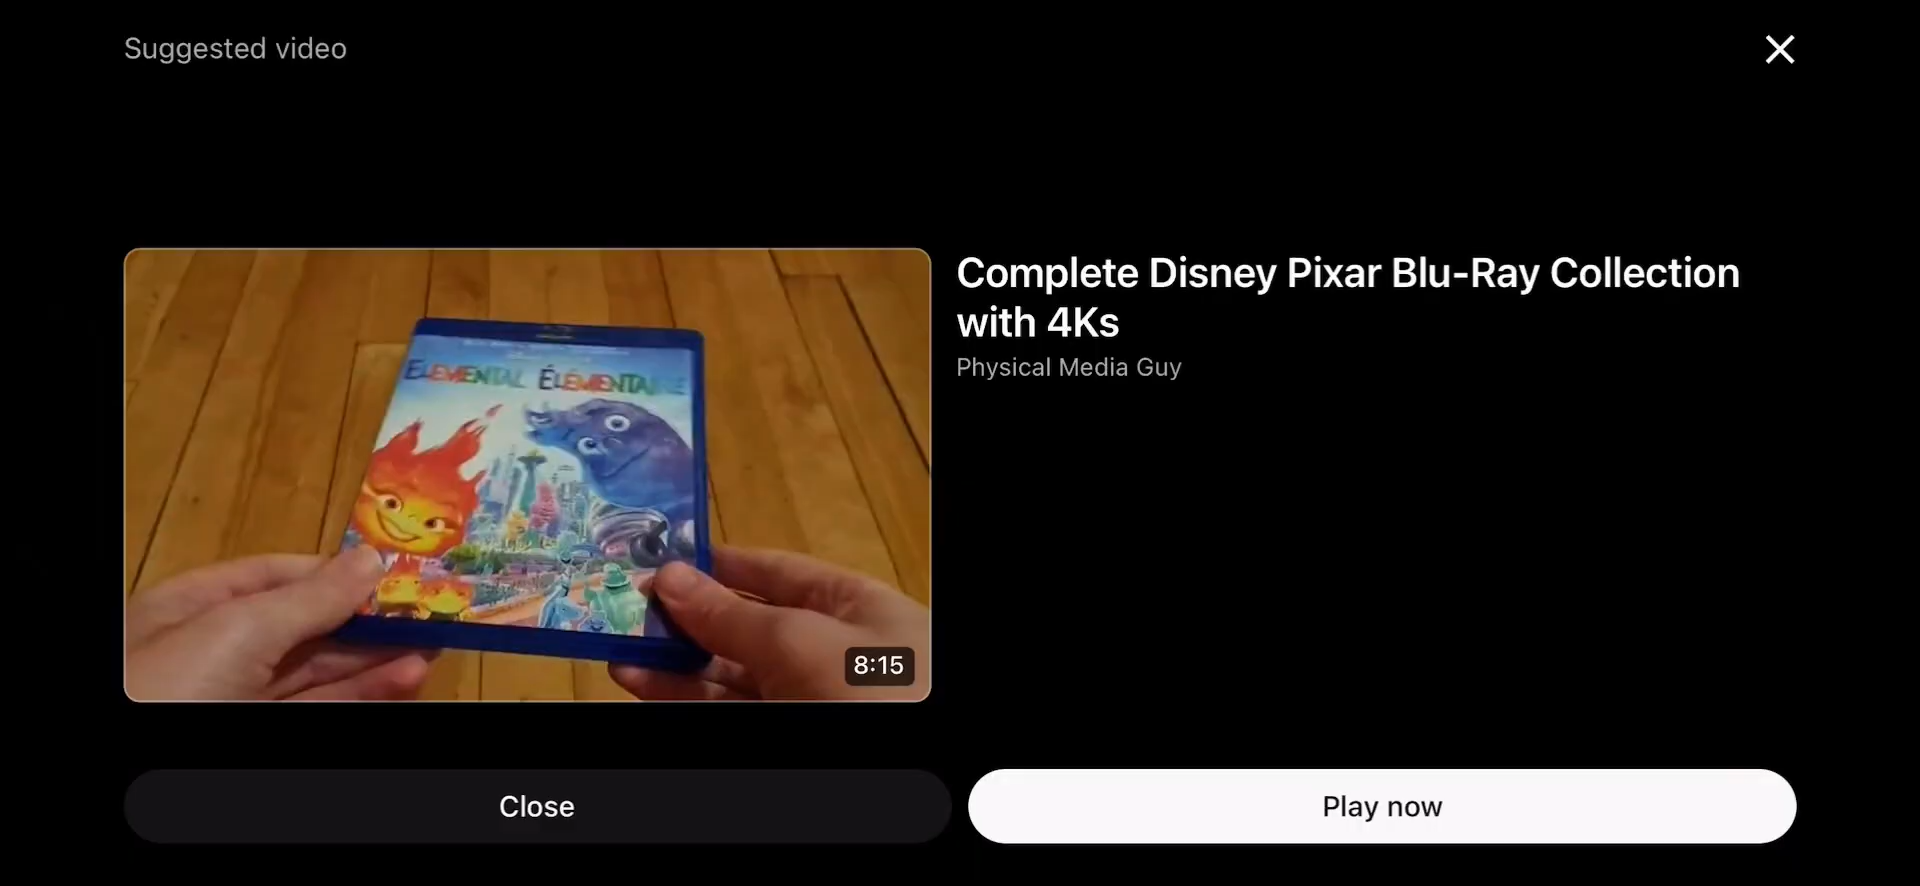 Suggested video
Complete Disney Pixar Blu-Ray Collection
with 4Ks
Physical Media Guy
ELEMENTAL ÉLÉMENTAIRE
8:15
Close
Play now